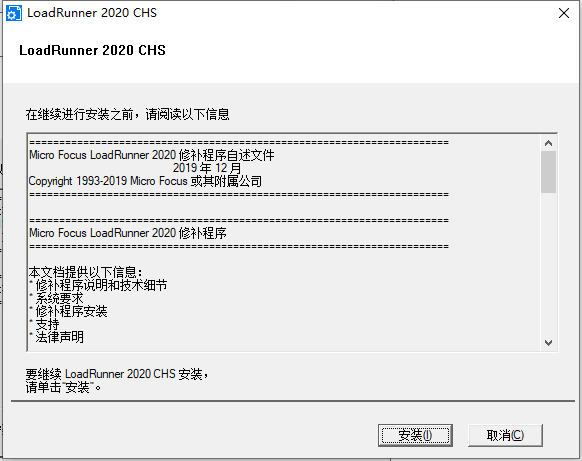 LoadRunner 2020 CHS
LoadRunner 2020 CHS
在继续进行安装之前，请阅读以下信息
======================================================================
Micro Focus LoadRunner 2020 修补程序自述文件
2019 年 12 月
Copyright 1993-2019 Micro Focus 或其附属公司
======================================================================
======================================================================
Micro Focus LoadRunner 2020 修补程序
======================================================================
本文档提供以下信息：
* 修补程序说明和技术细节
* 系统要求
* 修补程序安装
* 支持
* 法律声明
要继续 LoadRunner 2020 CHS 安装，
请单击"安装"。
安装(I)
取消(C)